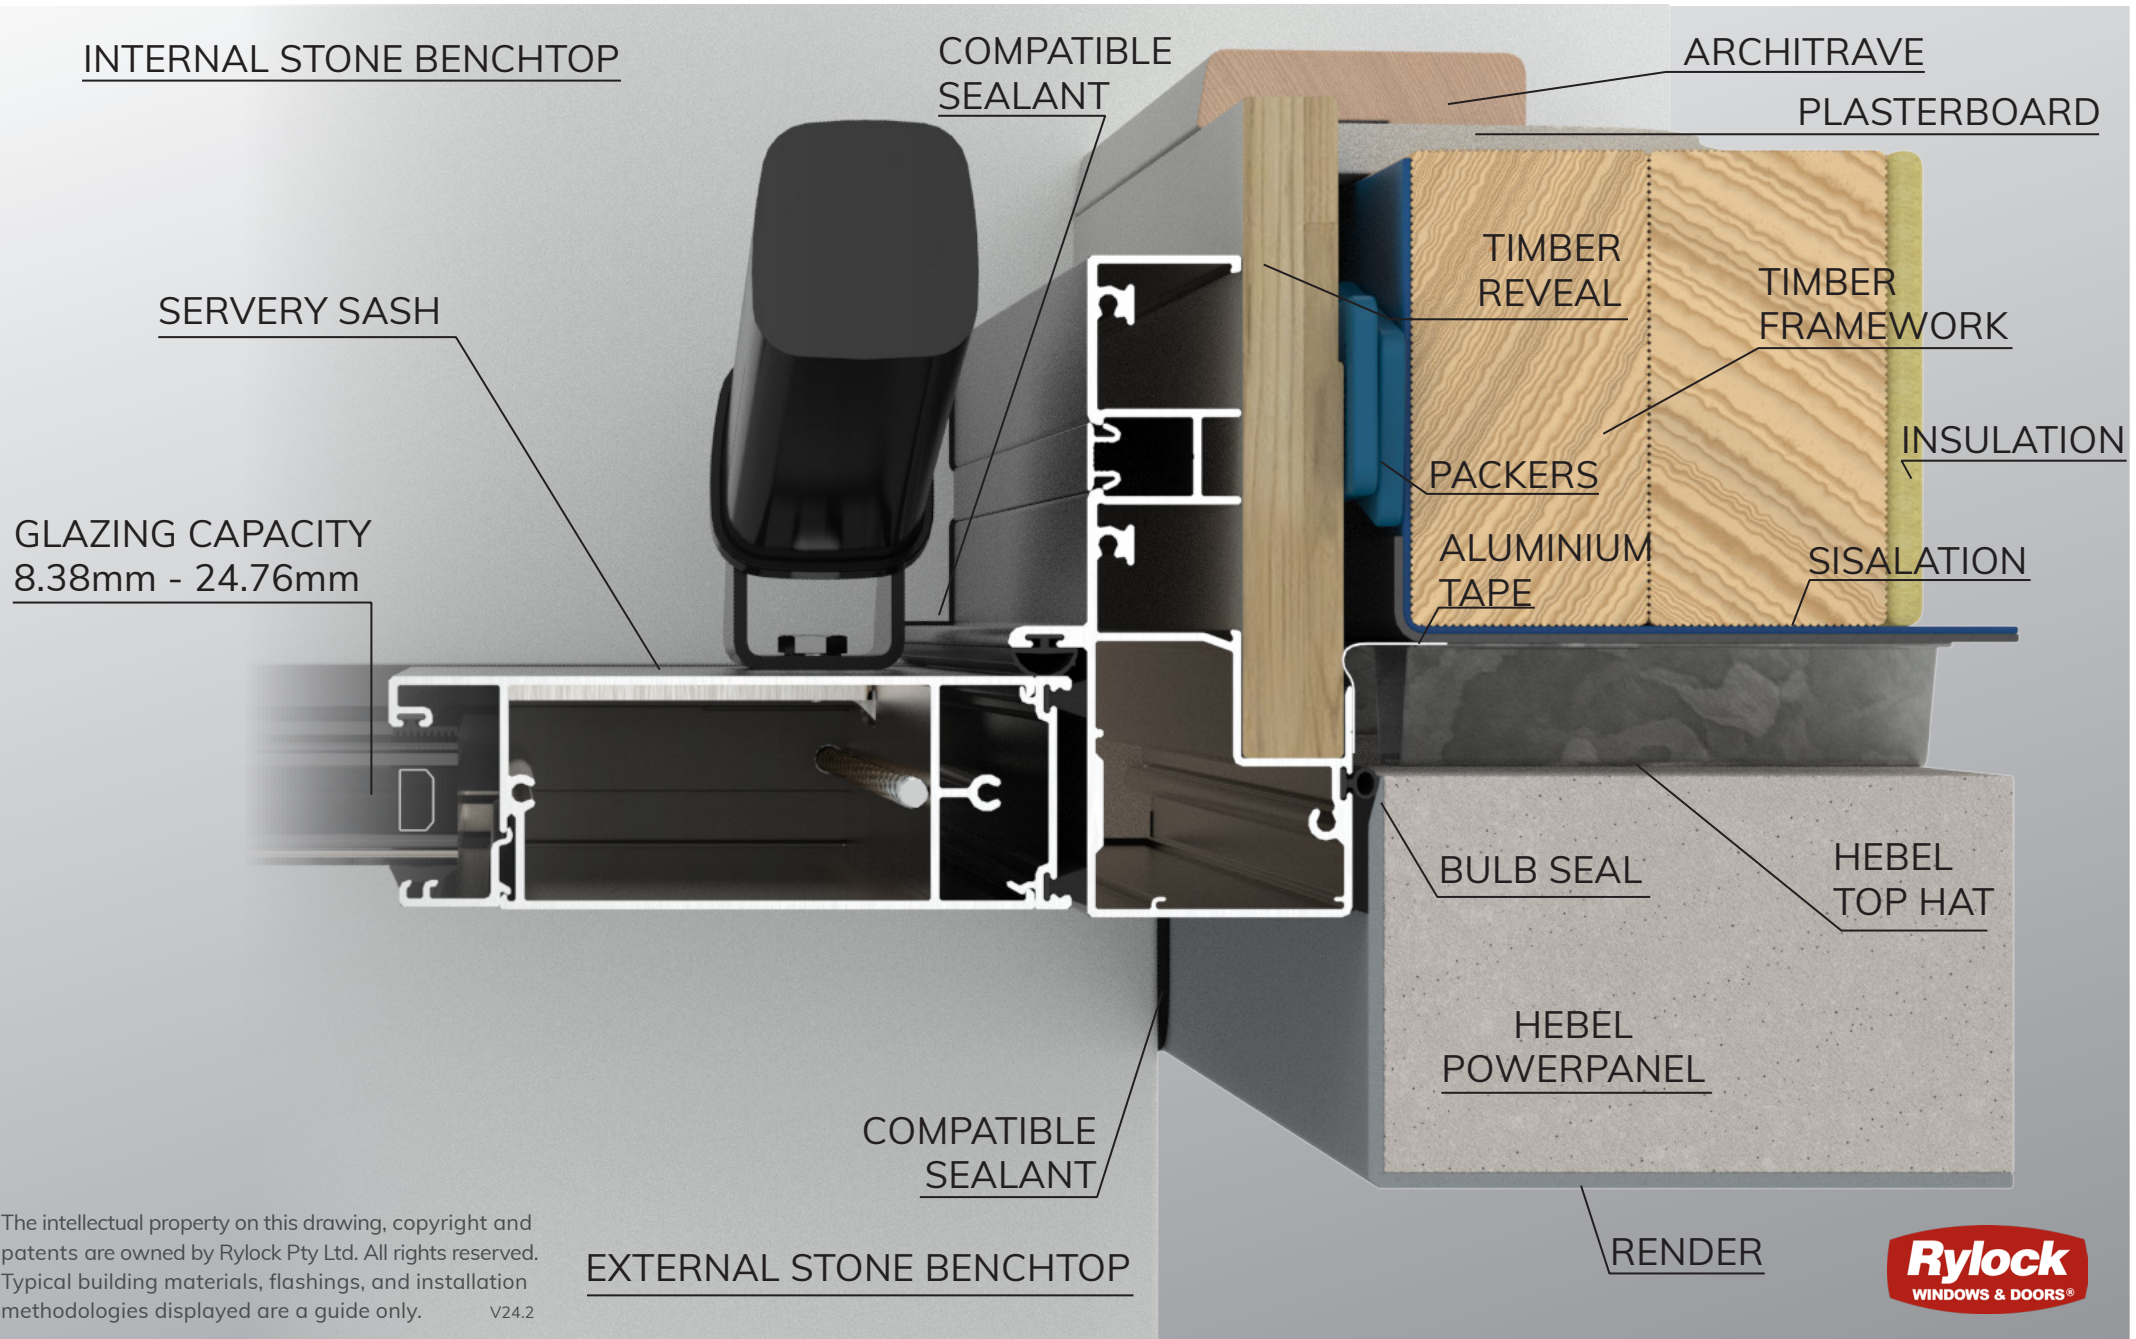 INTERNAL STONE BENCHTOP
COMPATIBLE
SEALANT
ARCHITRAVE
PLASTERBOARD
TIMBER
REVEAL
TIMBER
FRAMEWORK
SERVERY SASH
INSULATION
PACKERS
GLAZING CAPACITY
8.38mm - 24.76mm
ALUMINIUM
TAPE
SISALATION
BULB SEAL
HEBEL
TOP HAT
HEBEL
POWERPANEL
COMPATIBLE
SEALANT
RENDER
EXTERNAL STONE BENCHTOP
The intellectual property on this drawing, copyright and
patents are owned by Rylock Pty Ltd. All rights reserved.
Typical building materials, flashings, and installation
methodologies displayed are a guide only. V24.2
Rylock
WINDOWS & DOORS®